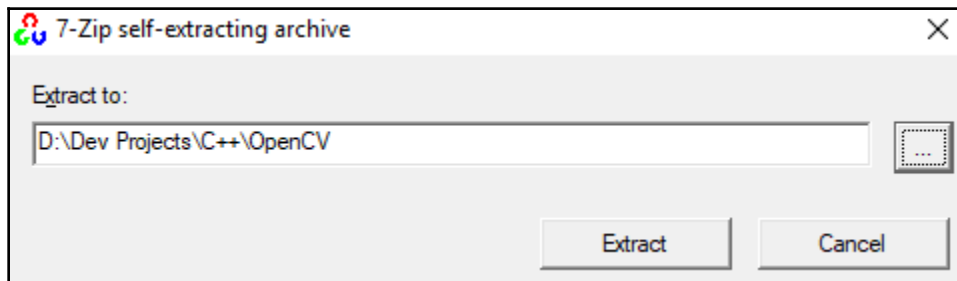 7-Zip self-extracting archive
Extract to:
D:\Dev Projects\C++\OpenCV
...
Extract Cancel